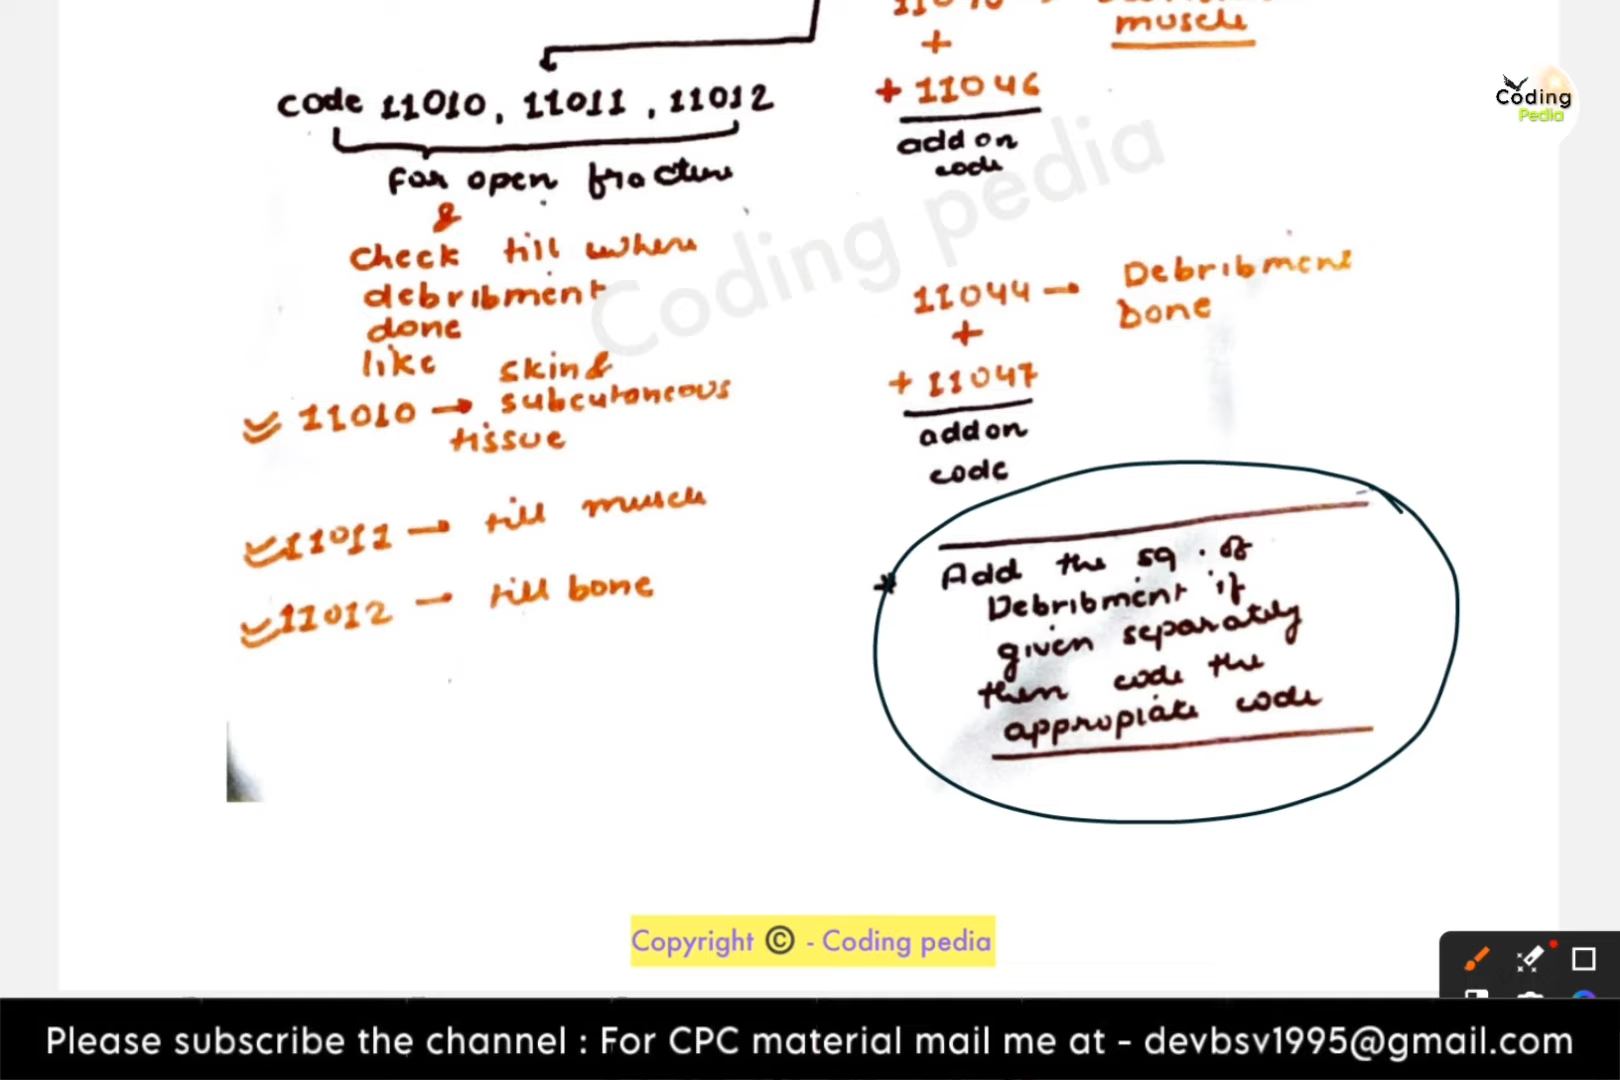 muscle
+
+ 11046
add on
code
Coding
Pedia
code 11010, 11011, 11012
For open fracture
&
check till where
debribment
done
like skin &
11010 → subcutaneous
tissue
11011 → till muscle
11012 → till bone
11044 → Debribment
bone
+
+ 11047
add on
code
* Add the sq. of
Debribment if
given separately
then code the
appropiate code
Coding pedia
Copyright © - Coding pedia
Please subscribe the channel : For CPC material mail me at - devbsv1995@gmail.com